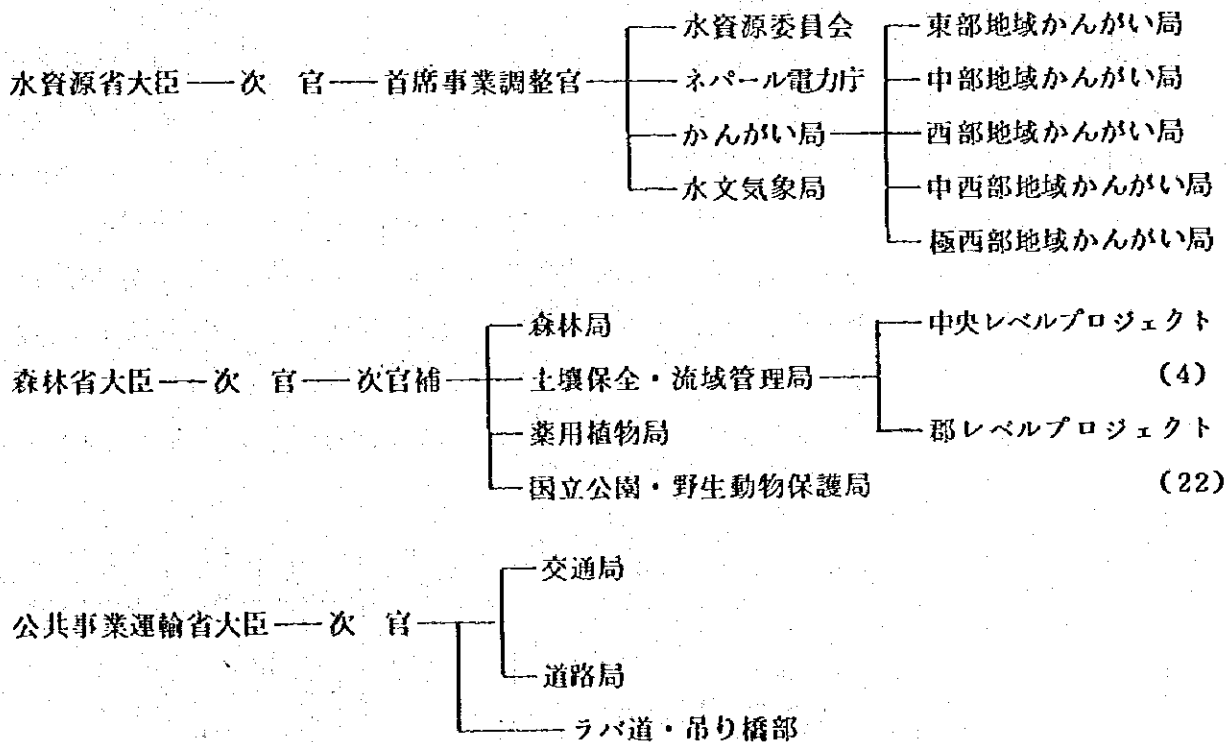 水資源委員会 東部地域かんがい局
水資源省大臣 次 官 首席事業調整官 ネパール電力庁 中部地域かんがい局
かんがい局 西部地域かんがい局
水文気象局 中西部地域かんがい局
極西部地域かんがい局
森林局 中央レベルプロジェクト
森林省大臣 次 官 次官補 土壌保全・流域管理局 (4)
薬用植物局 郡レベルプロジェクト
国立公園・野生動物保護局 (22)
交通局
公共事業運輸省大臣 次 官
道路局
ラバ道・吊り橋部